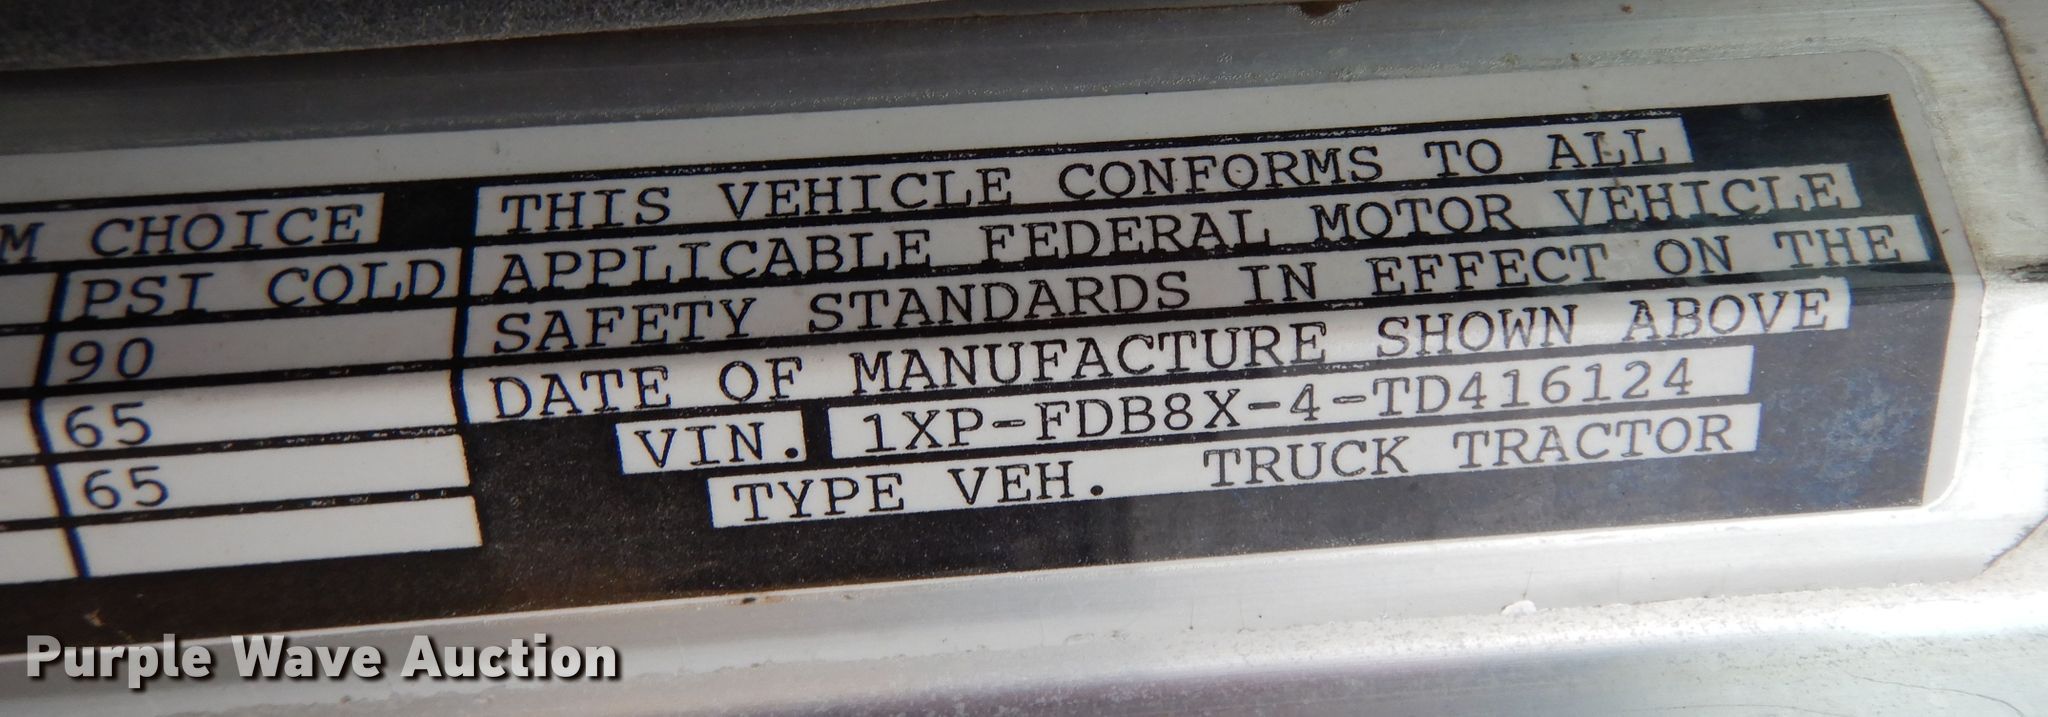 M CHOICE
PSI COLD
90
65
65
THIS VEHICLE CONFORMS TO ALL
APPLICABLE FEDERAL MOTOR VEHICLE
SAFETY STANDARDS IN EFFECT ON THE
DATE OF MANUFACTURE SHOWN ABOVE
VIN. 1XP-FDB8X-4-TD416124
TYPE VEH. TRUCK TRACTOR
Purple Wave Auction